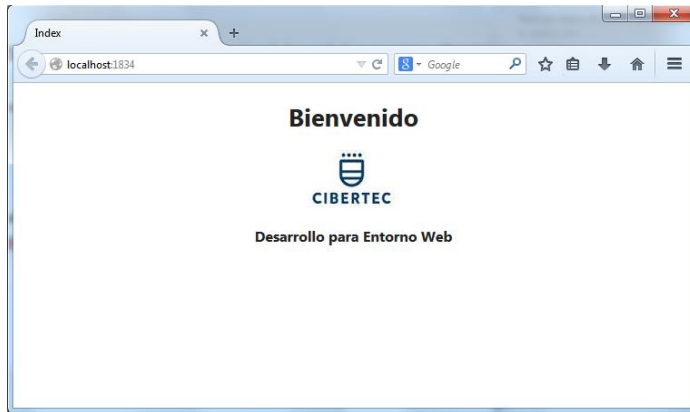 Index
localhost:1834
Google
Bienvenido
CIBERTEC
Desarrollo para Entorno Web